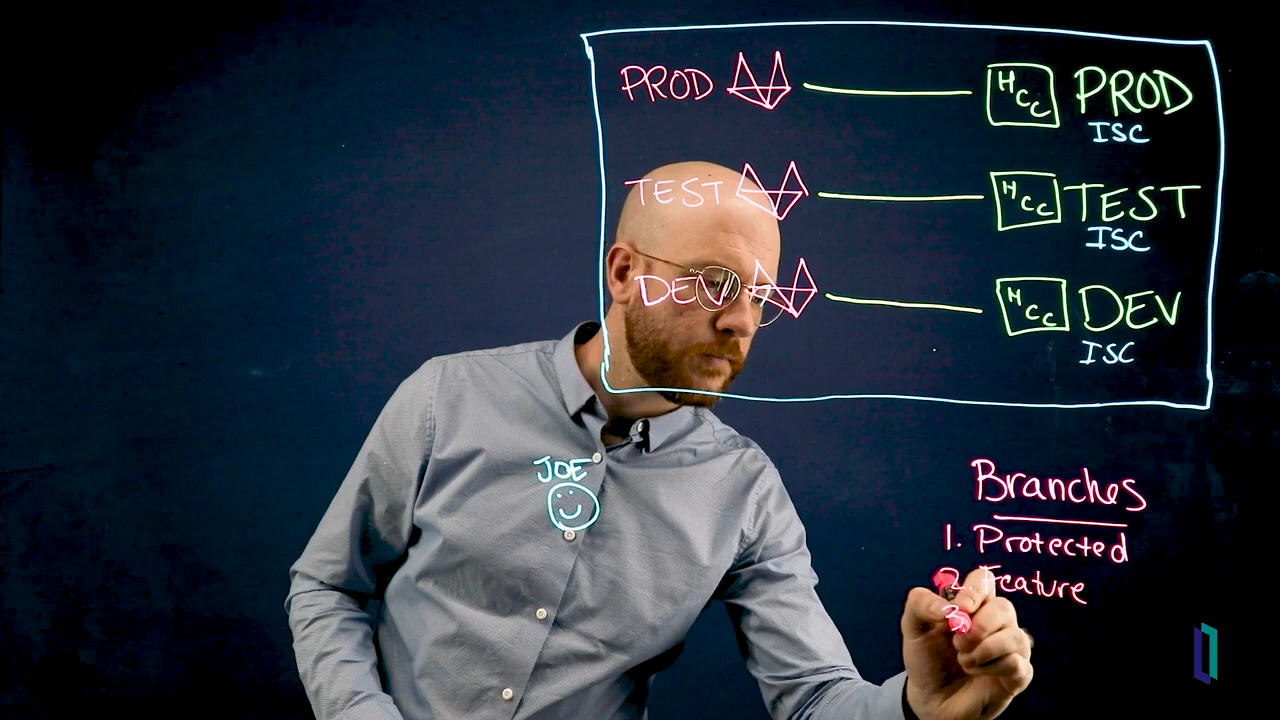 PROD HCC PROD
ISC
TEST HCC TEST
ISC
DEV HCC DEV
ISC
JOE
Branches
1. Protected
2. Feature
3.